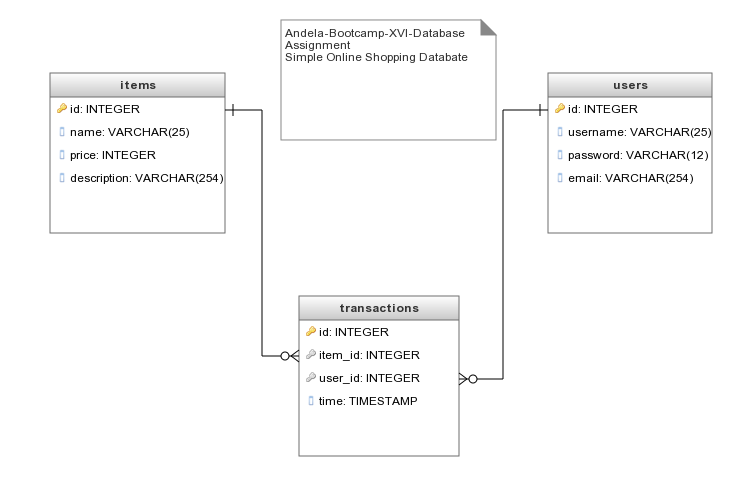 Andela-Bootcamp-XVI-Database
Assignment
Simple Online Shopping Databate
items
id: INTEGER
name: VARCHAR(25)
price: INTEGER
description: VARCHAR(254)
users
id: INTEGER
username: VARCHAR(25)
password: VARCHAR(12)
email: VARCHAR(254)
transactions
id: INTEGER
item_id: INTEGER
user_id: INTEGER
time: TIMESTAMP